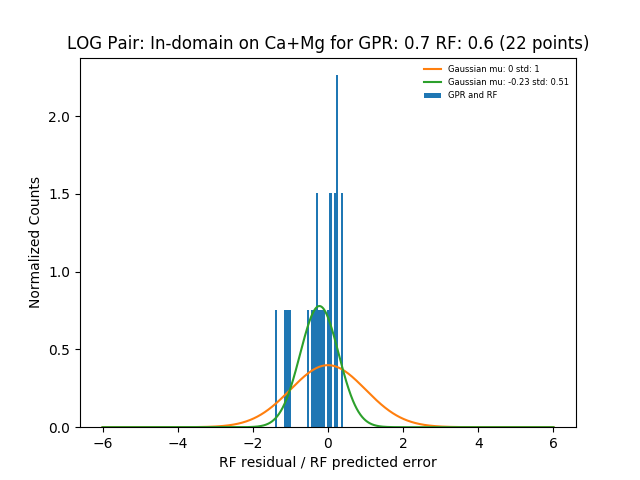 LOG Pair: In-domain on Ca+Mg for GPR: 0.7 RF: 0.6 (22 points)
Gaussian mu: 0 std: 1
Gaussian mu: -0.23 std: 0.51
GPR and RF
Normalized Counts
2.0
1.5
1.0
0.5
0.0
−6 −4 −2 0 2 4 6
RF residual / RF predicted error